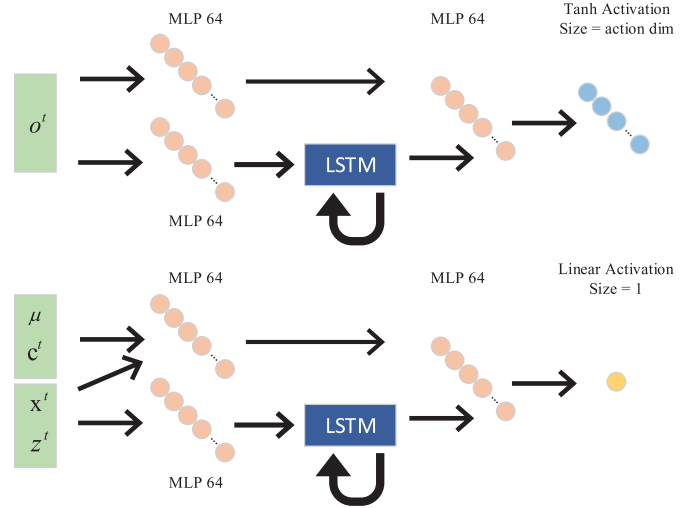 MLP 64
MLP 64
Tanh Activation
Size = action dim
o^t
LSTM
MLP 64
MLP 64
MLP 64
Linear Activation
Size = 1
μ
c^t
x^t
z^t
LSTM
MLP 64